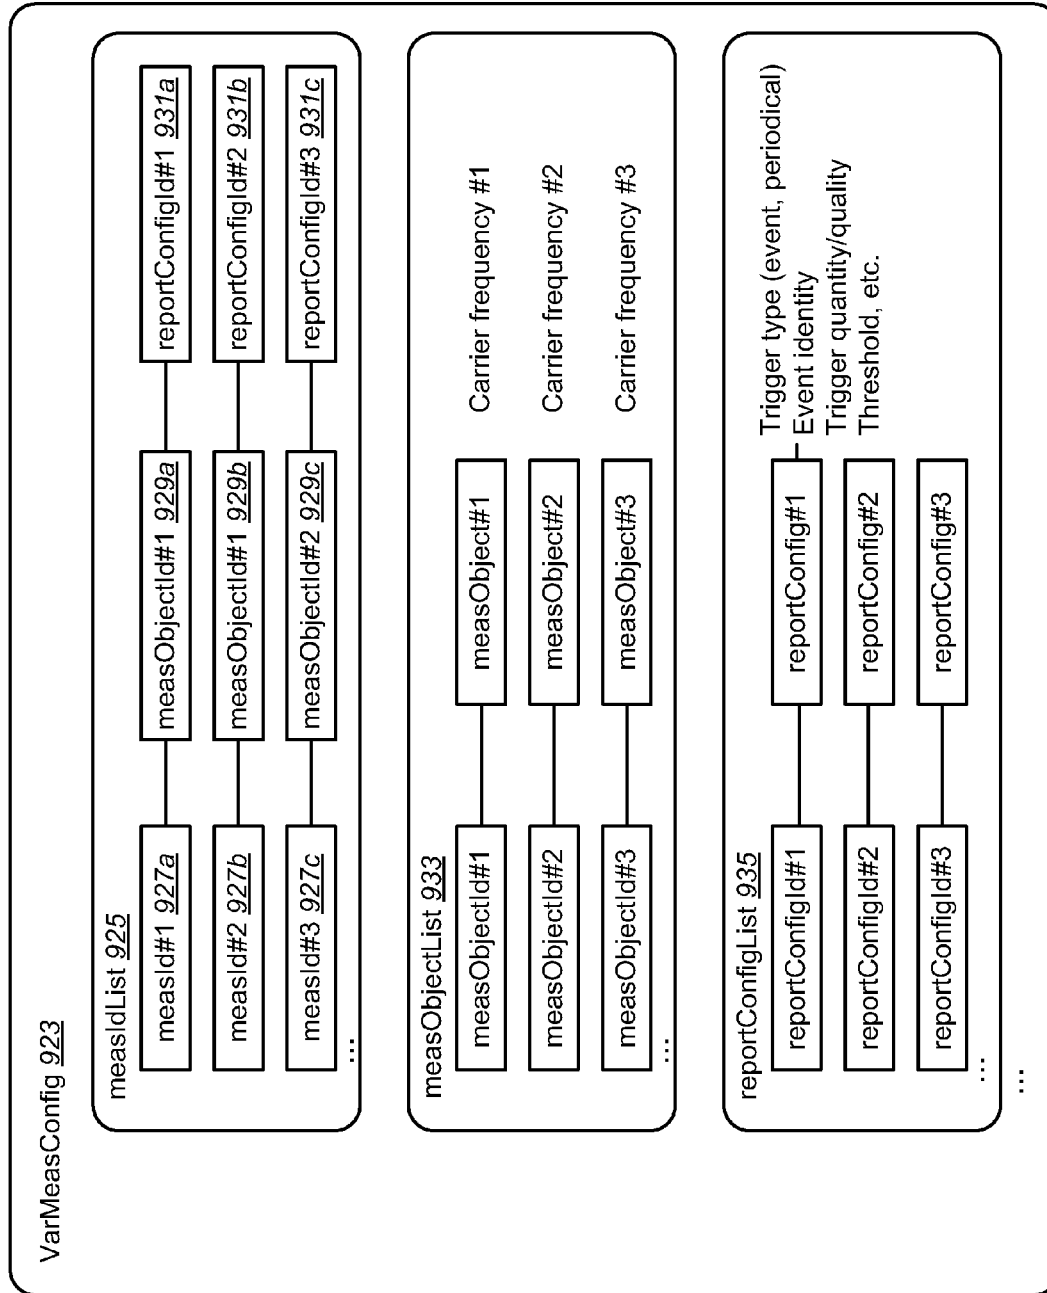 VarMeasConfig 923
measIdList 925
measId#1 927a measObjectId#1 929a reportConfigId#1 931a
measId#2 927b measObjectId#1 929b reportConfigId#2 931b
measId#3 927c measObjectId#2 929c reportConfigId#3 931c
...
measObjectList 933
measObjectId#1 measObject#1 Carrier frequency #1
measObjectId#2 measObject#2 Carrier frequency #2
measObjectId#3 measObject#3 Carrier frequency #3
...
reportConfigList 935
reportConfigId#1 reportConfig#1
Trigger type (event, periodical)
Event identity
Trigger quantity/quality
Threshold, etc.
reportConfigId#2 reportConfig#2
reportConfigId#3 reportConfig#3
...
...